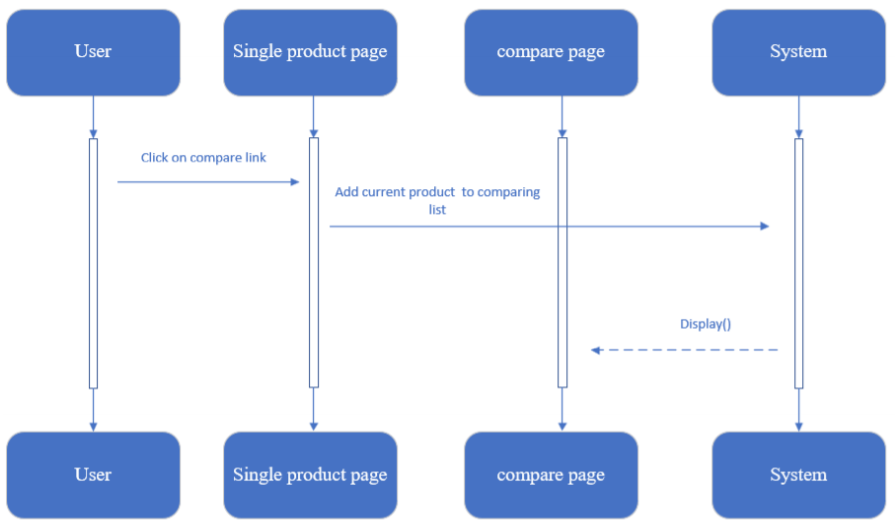 User
Single product page
compare page
System
Click on compare link
Add current product  to comparing
list
Display()
User
Single product page
compare page
System